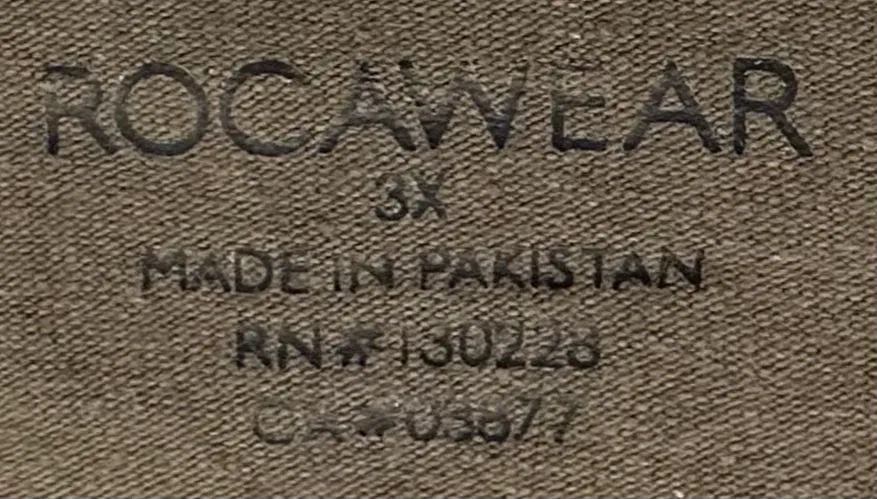 ROCAWEAR
3X
MADE IN PAKISTAN
RN#130228